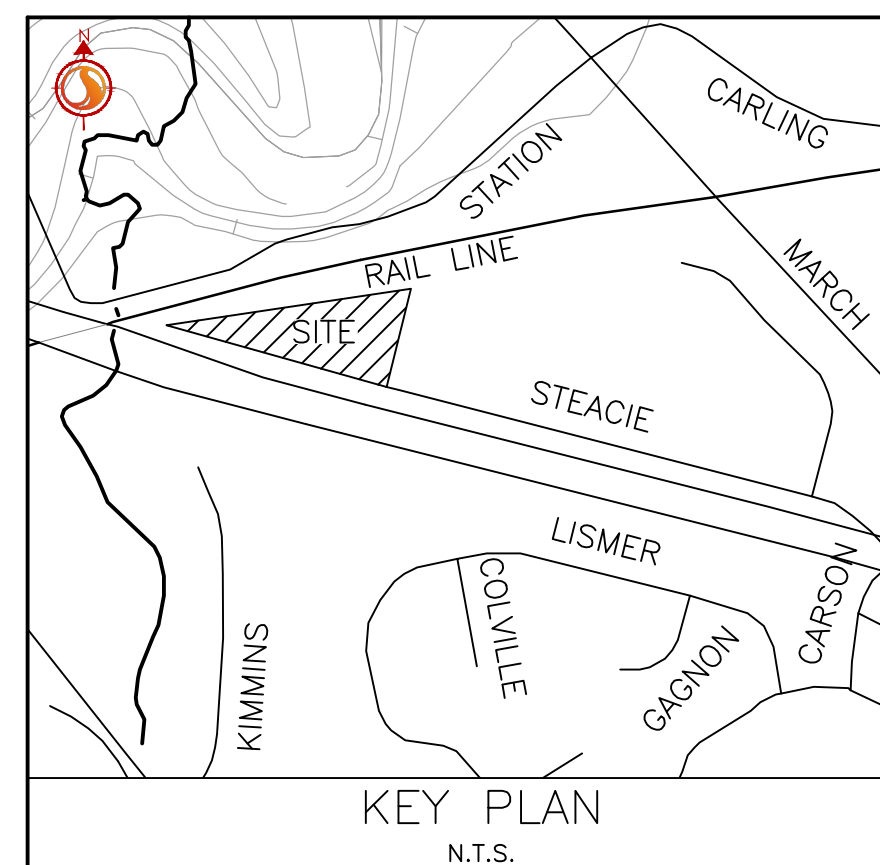 N
CARLING
STATION
RAIL LINE
MARCH
SITE
STEACIE
LISMER
CARSON
COLVILLE
KIMMINS
GAGNON
KEY PLAN
N.T.S.